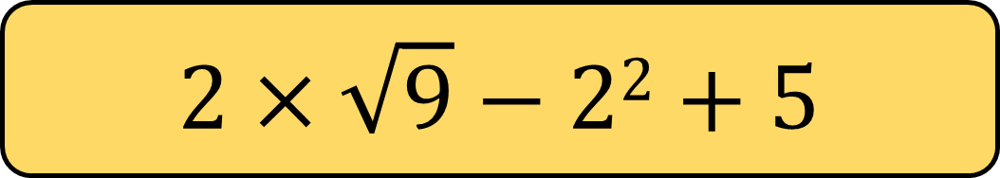 2 × √9 − 2² + 5